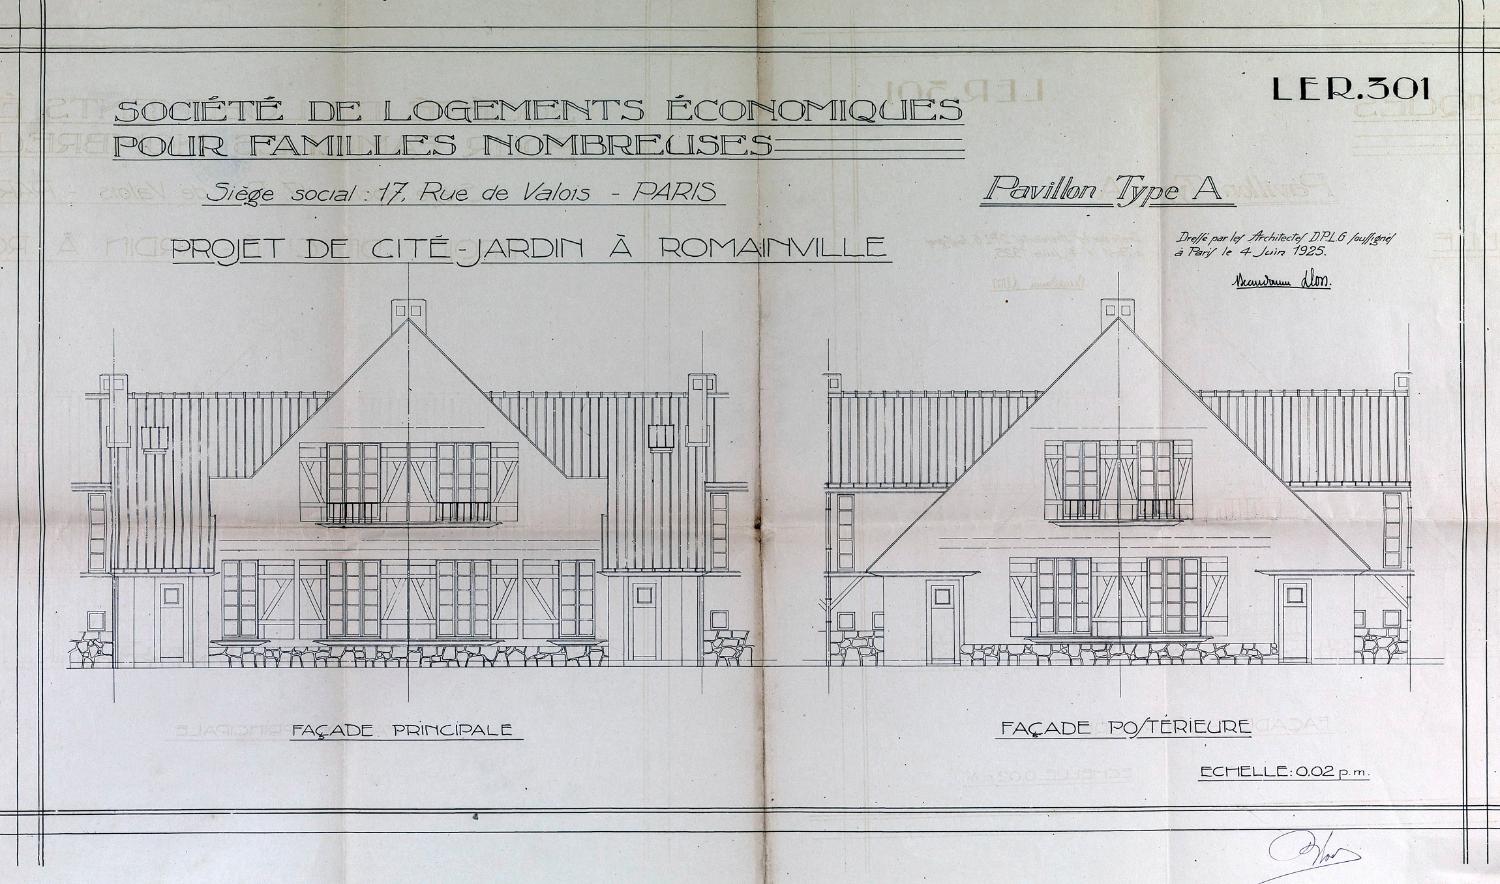 LER.301
SOCIÉTÉ DE LOGEMENTS ÉCONOMIQUES
POUR FAMILLES NOMBREUSES
Siège social : 17, Rue de Valois - PARIS
Pavillon Type A
PROJET DE CITÉ-JARDIN À ROMAINVILLE
Dressé par les Architectes D.P.L.G soussignés
à Paris le 4 Juin 1925.
FAÇADE PRINCIPALE
FAÇADE POSTÉRIEURE
ECHELLE: 0.02 p.m.